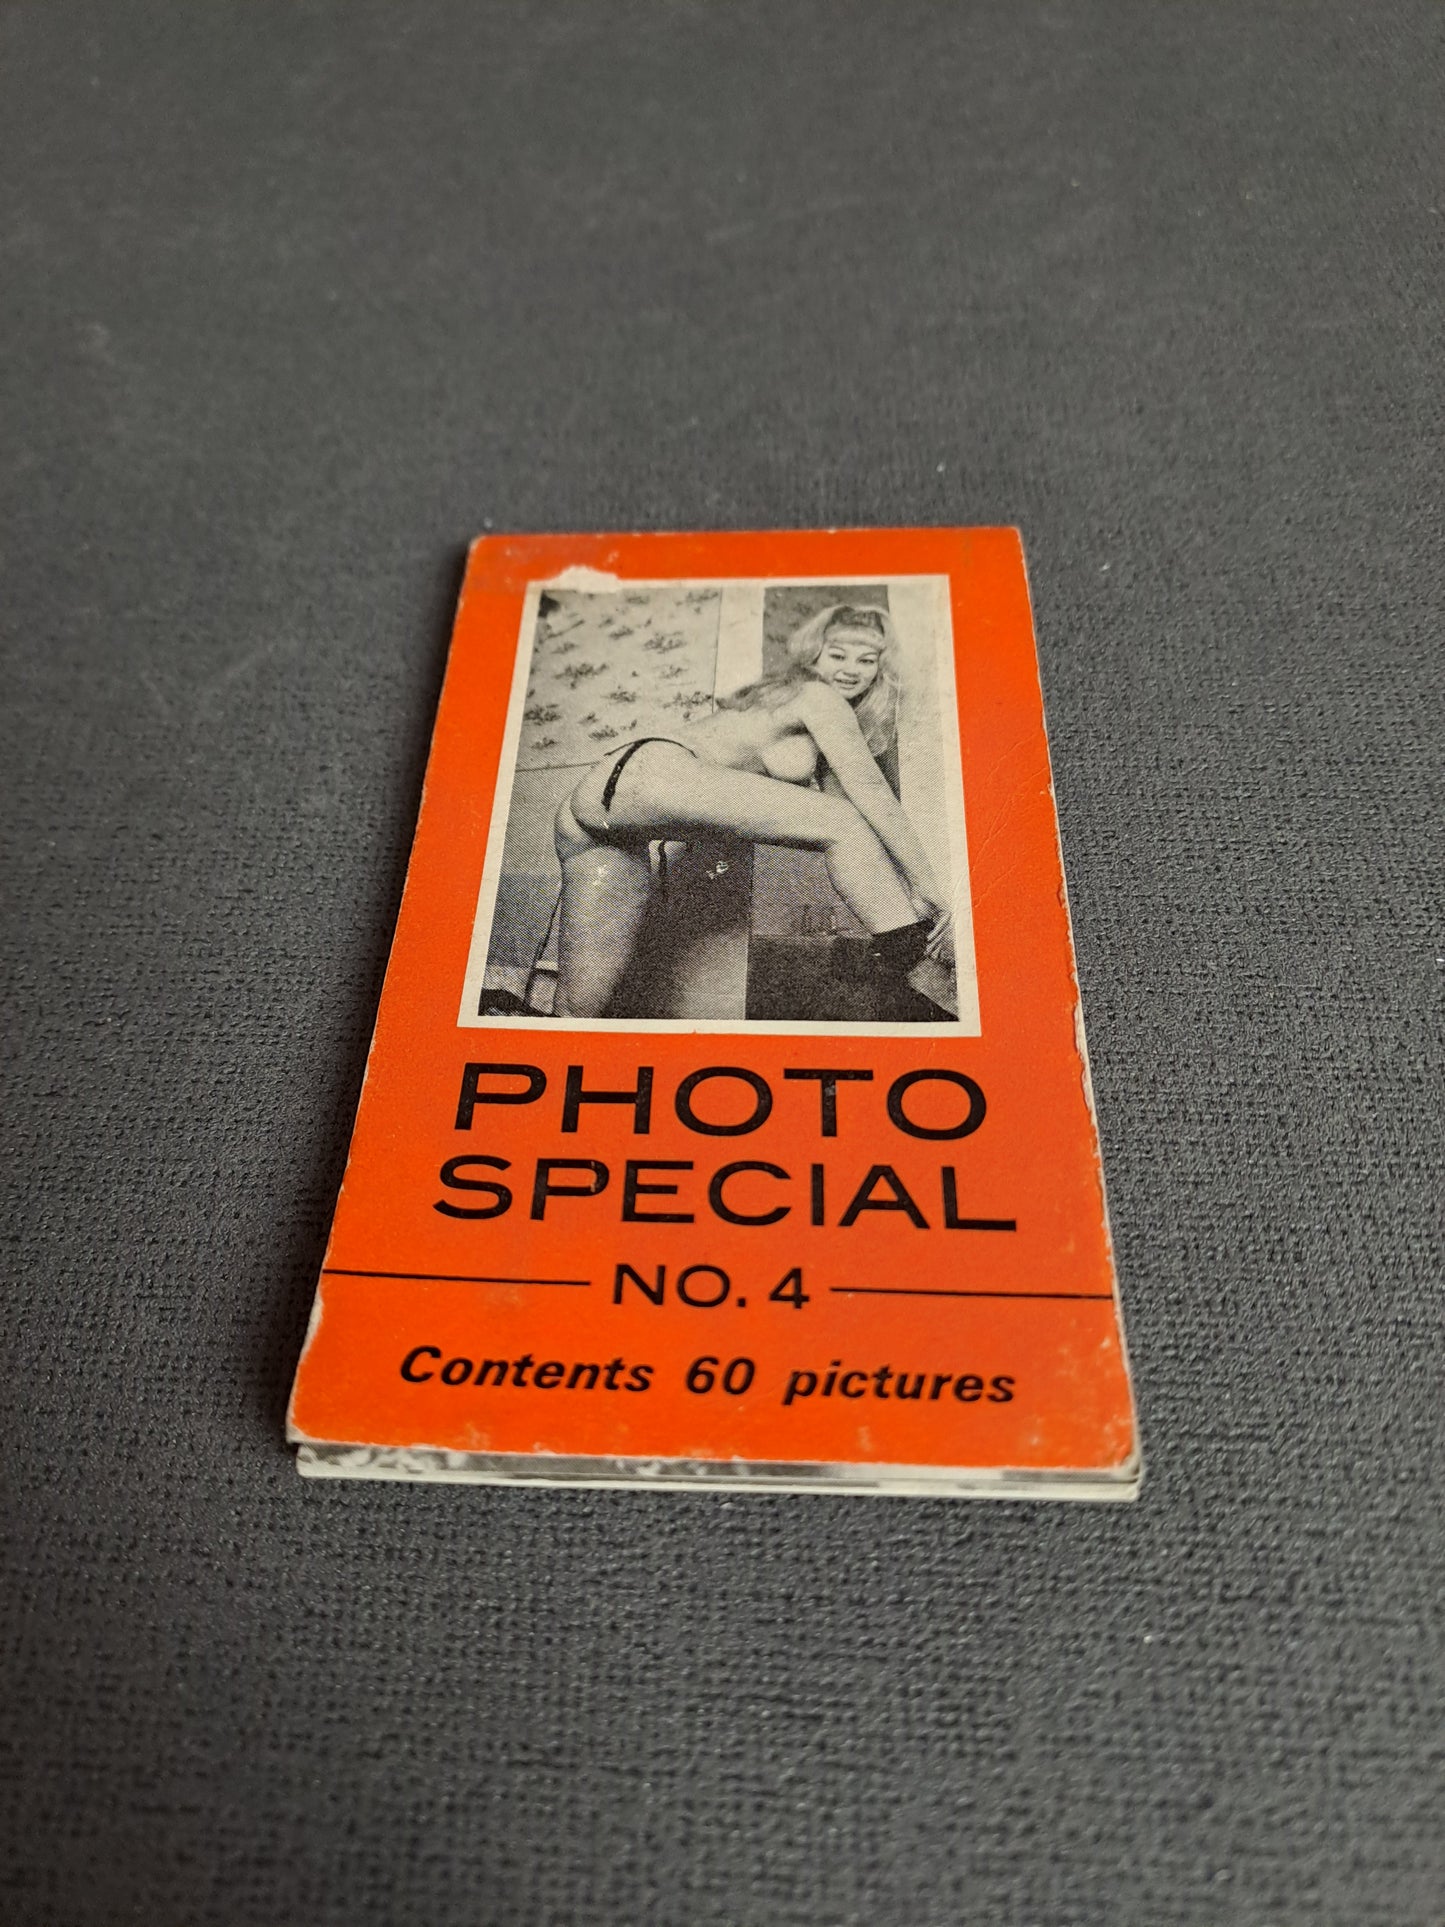 PHOTO
SPECIAL
NO. 4
Contents 60 pictures